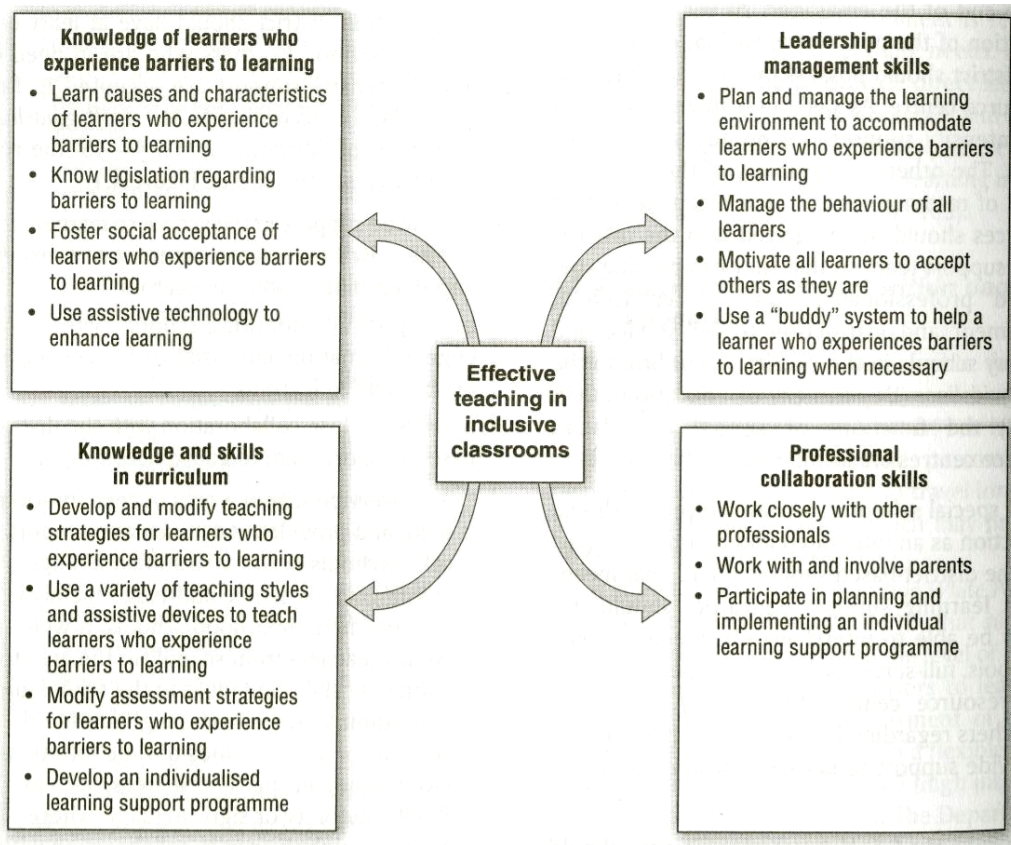 Knowledge of learners who
experience barriers to learning
• Learn causes and characteristics
of learners who experience
barriers to learning
• Know legislation regarding
barriers to learning
• Foster social acceptance of
learners who experience barriers
to learning
• Use assistive technology to
enhance learning
Leadership and
management skills
• Plan and manage the learning
environment to accommodate
learners who experience barriers
to learning
• Manage the behaviour of all
learners
• Motivate all learners to accept
others as they are
• Use a “buddy” system to help a
learner who experiences barriers
to learning when necessary
Effective
teaching in
inclusive
classrooms
Knowledge and skills
in curriculum
• Develop and modify teaching
strategies for learners who
experience barriers to learning
• Use a variety of teaching styles
and assistive devices to teach
learners who experience
barriers to learning
• Modify assessment strategies
for learners who experience
barriers to learning
• Develop an individualised
learning support programme
Professional
collaboration skills
• Work closely with other
professionals
• Work with and involve parents
• Participate in planning and
implementing an individual
learning support programme